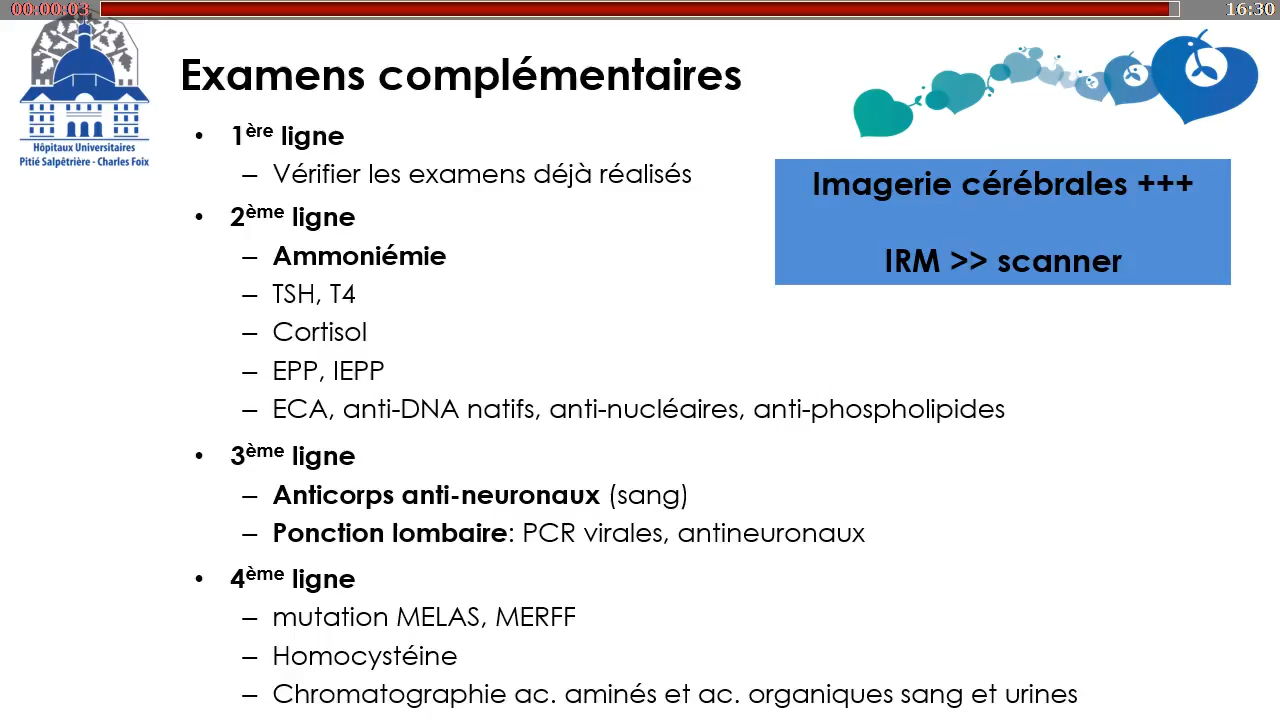 00:00:03
16:30
Hôpitaux Universitaires
Pitié Salpêtrière - Charles Foix
Examens complémentaires
• 1ère ligne
– Vérifier les examens déjà réalisés
• 2ème ligne
– Ammoniémie
– TSH, T4
– Cortisol
– EPP, IEPP
– ECA, anti-DNA natifs, anti-nucléaires, anti-phospholipides
• 3ème ligne
– Anticorps anti-neuronaux (sang)
– Ponction lombaire: PCR virales, antineuronaux
• 4ème ligne
– mutation MELAS, MERFF
– Homocystéine
– Chromatographie ac. aminés et ac. organiques sang et urines
Imagerie cérébrales +++
IRM >> scanner